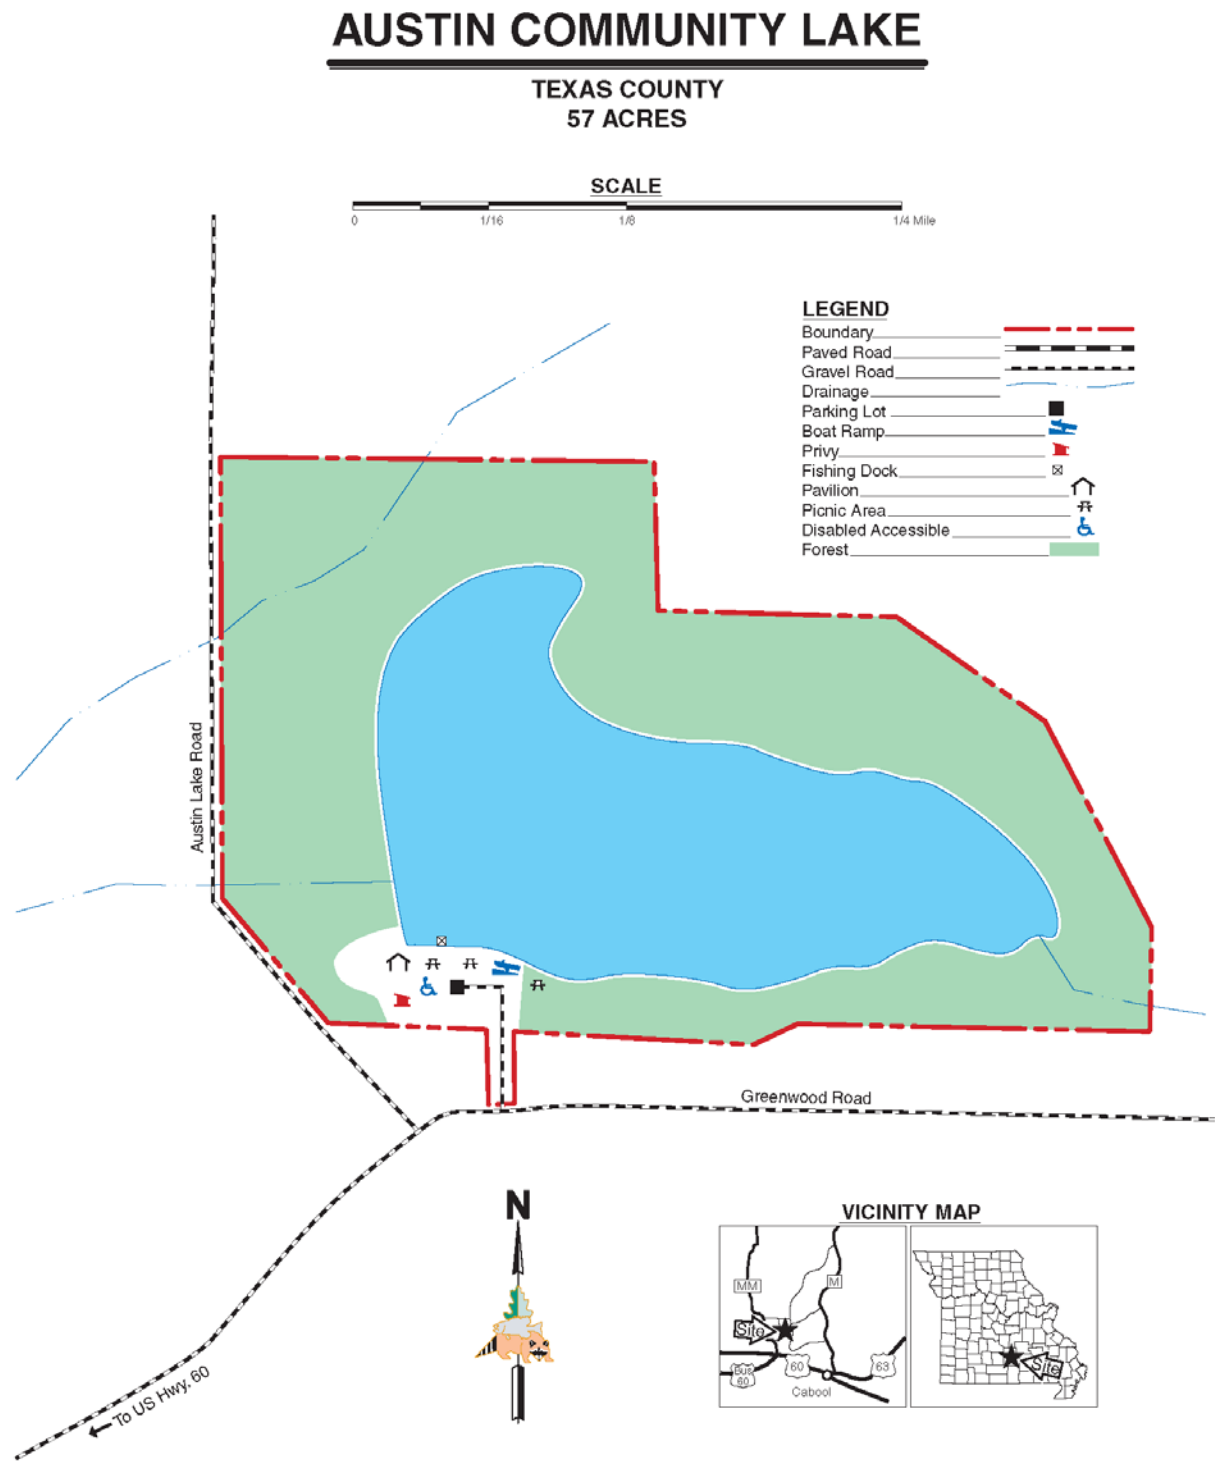 AUSTIN COMMUNITY LAKE
TEXAS COUNTY
57 ACRES
SCALE
0 1/16 1/8 1/4 Mile
LEGEND
Boundary
Paved Road
Gravel Road
Drainage
Parking Lot
Boat Ramp
Privy
Fishing Dock
Pavilion
Picnic Area
Disabled Accessible
Forest
Austin Lake Road
Greenwood Road
To US Hwy. 60
N
VICINITY MAP
MM
M
Site
Bus 60
60
63
Cabool
Site